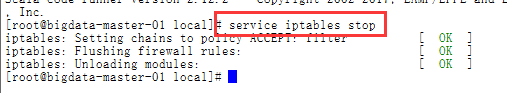 Scala code runner version 2.12.2 -- Copyright 2002-2017, LAMP/EPFL and L
, Inc.
[root@bigdata-master-01 local]# service iptables stop
iptables: Setting chains to policy ACCEPT: filter [ OK ]
iptables: Flushing firewall rules: [ OK ]
iptables: Unloading modules: [ OK ]
[root@bigdata-master-01 local]#